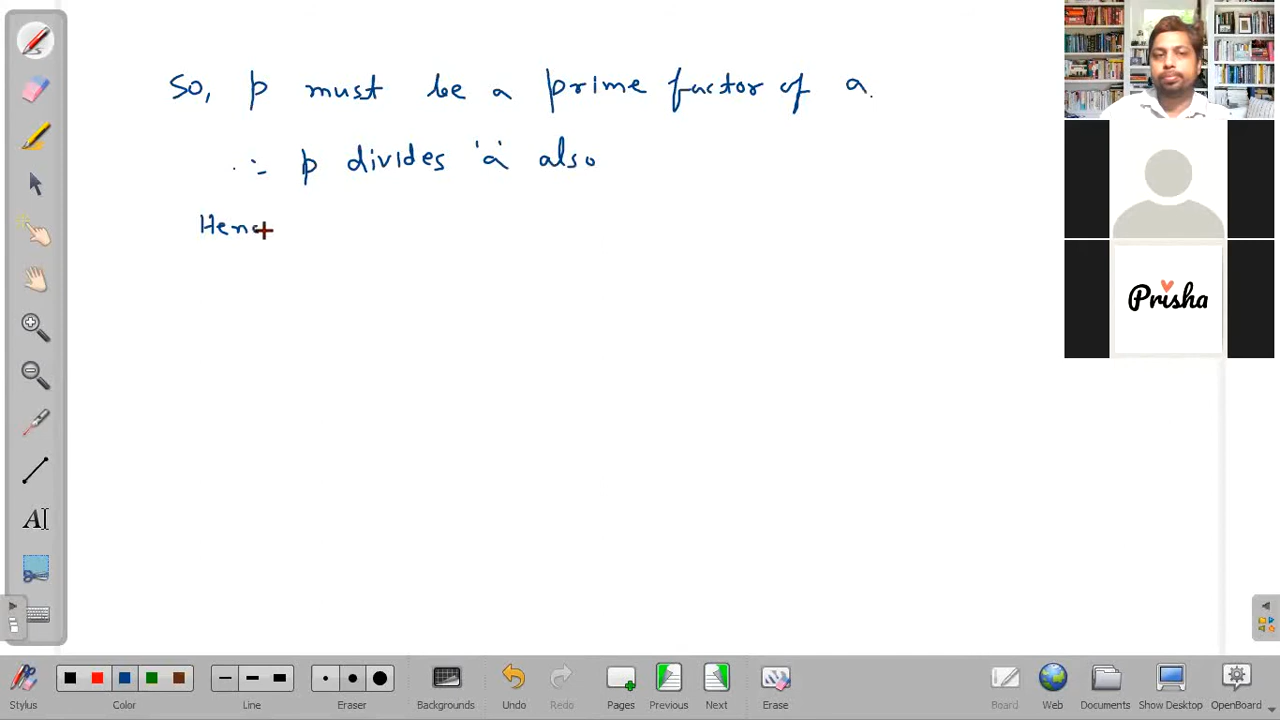 So, p must be a prime factor of a.
∴ p divides 'a' also
Henc
Prisha
Stylus
Color
Line
Eraser
Backgrounds
Undo
Redo
Pages
Previous
Next
Erase
Board
Web
Documents
Show Desktop
OpenBoard